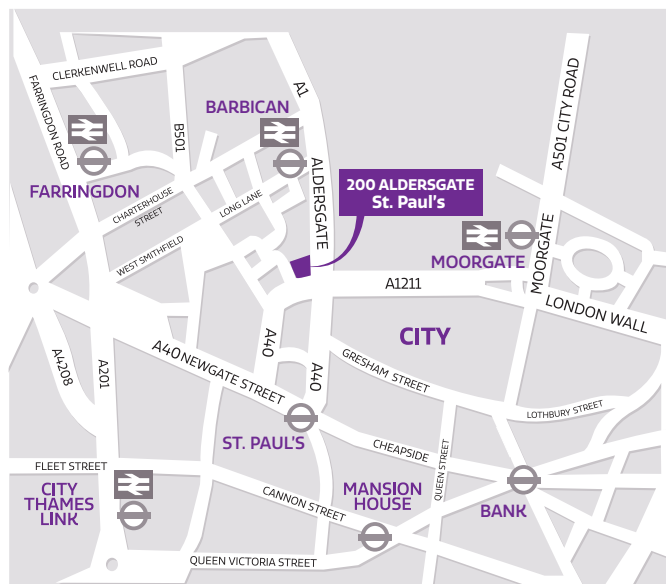 CLERKENWELL ROAD
FARRINGDON ROAD
A1
B501
BARBICAN
A501 CITY ROAD
FARRINGDON
CHARTERHOUSE
STREET
LONG LANE
ALDERSGATE
200 ALDERSGATE
St. Paul's
WEST SMITHFIELD
MOORGATE
MOORGATE
A1211
LONDON WALL
CITY
A40
A40
A4208
A201
A40 NEWGATE STREET
GRESHAM STREET
LOTHBURY STREET
ST. PAUL'S
CHEAPSIDE
QUEEN STREET
FLEET STREET
CITY
THAMES
LINK
CANNON STREET
MANSION
HOUSE
BANK
QUEEN VICTORIA STREET